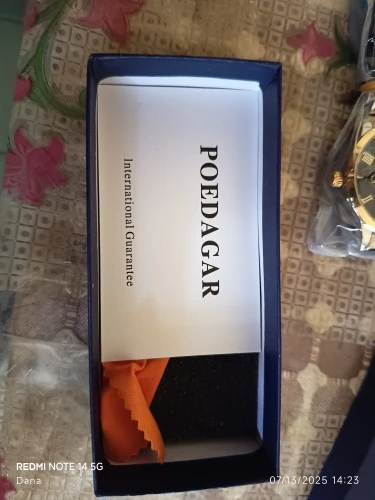 POEDAGAR
International Guarantee
REDMI NOTE 14 5G
Dana
07/13/2025 14:23